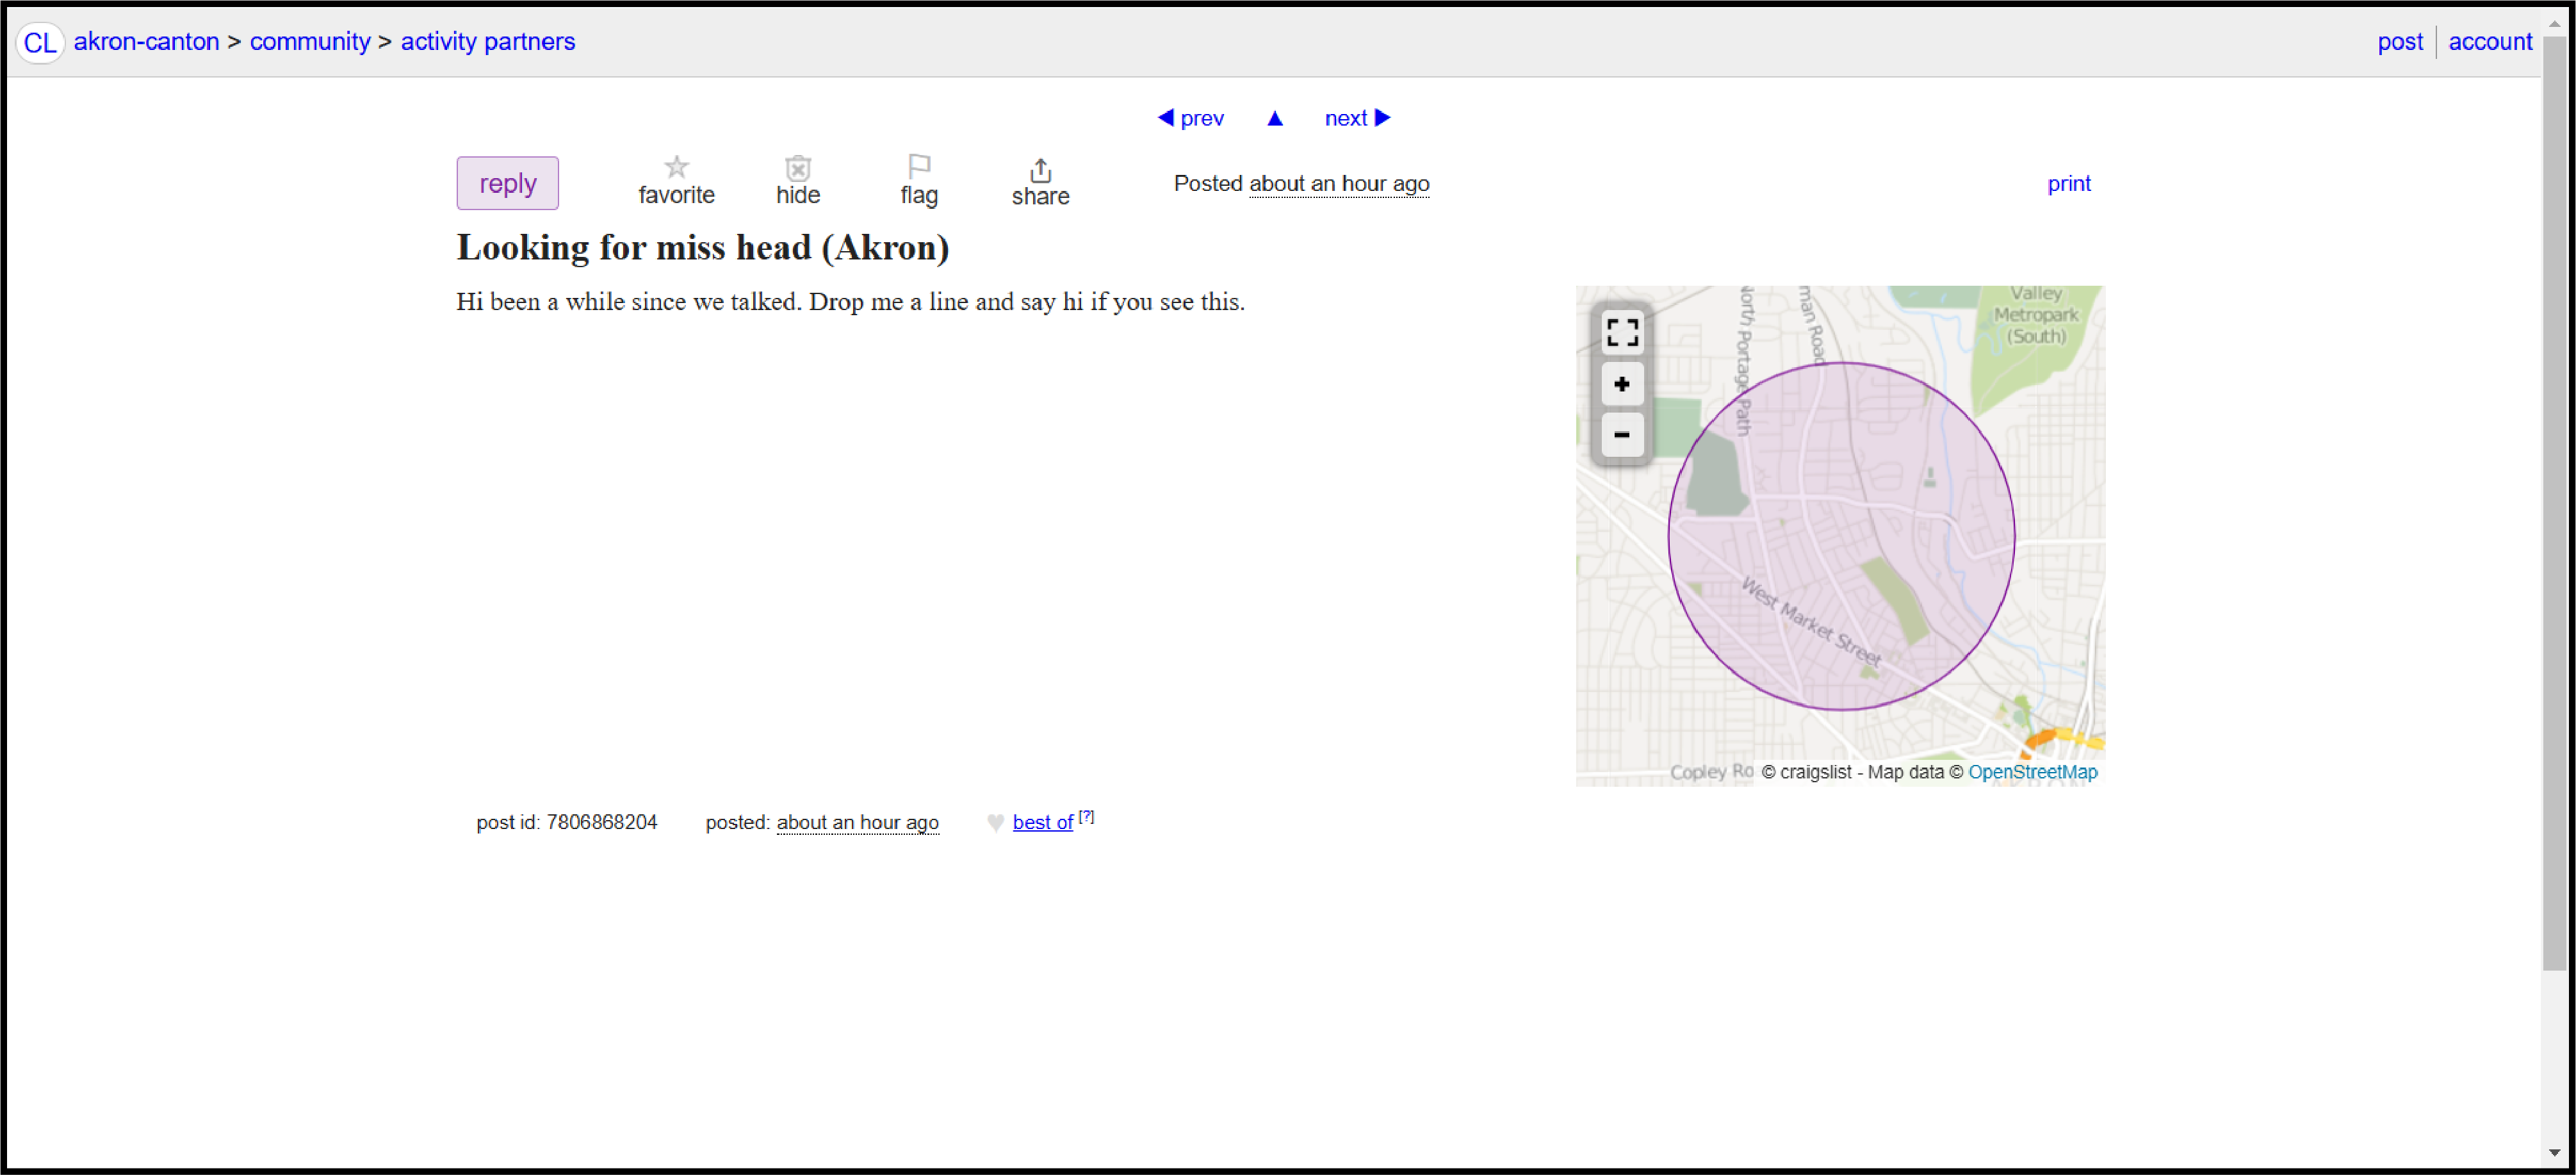 CL akron-canton > community > activity partners
post account
◀ prev ▲ next ▶
reply
favorite
hide
flag
share
Posted about an hour ago
print
Looking for miss head (Akron)
Hi been a while since we talked. Drop me a line and say hi if you see this.
Valley
Metropark
(South)
North Portage Path
man Road
+
−
West Market Street
Copley Ro
© craigslist - Map data © OpenStreetMap
post id: 7806868204 posted: about an hour ago ♥ best of [?]